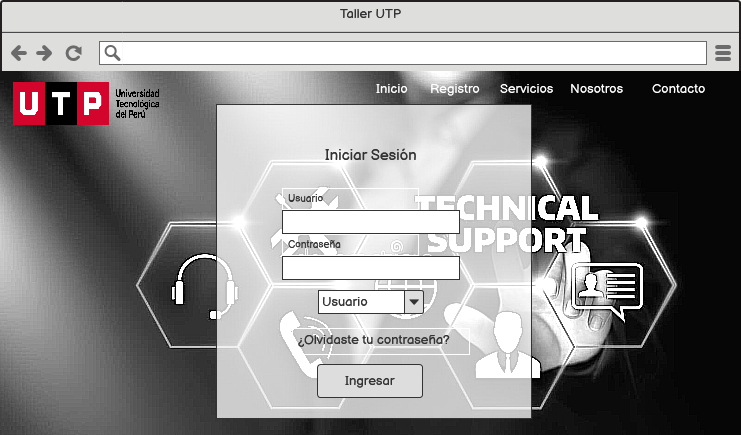 Taller UTP
UTP
Universidad
Tecnológica
del Perú
Inicio Registro Servicios Nosotros Contacto
Iniciar Sesión
TECHNICAL
SUPPORT
Usuario
Contraseña
Usuario
¿Olvidaste tu contraseña?
Ingresar